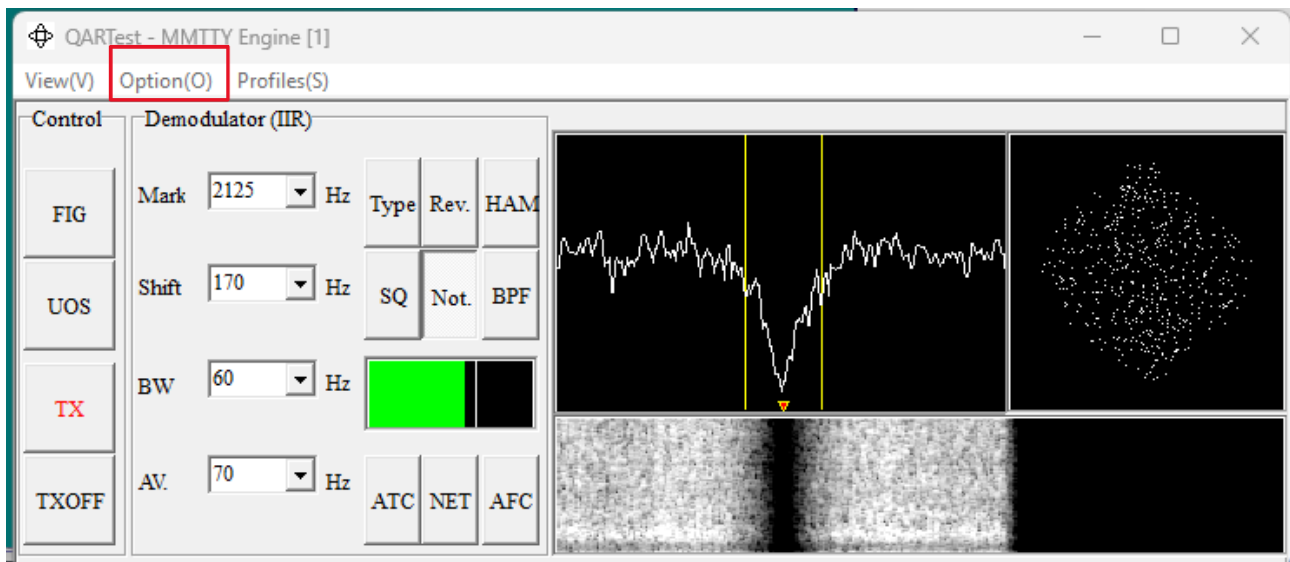 QARTest - MMTTY Engine [1]
View(V) Option(O) Profiles(S)
Control
FIG
UOS
TX
TXOFF
Demodulator (IIR)
Mark 2125 Hz
Type Rev. HAM
Shift 170 Hz
SQ Not. BPF
BW 60 Hz
AV. 70 Hz
ATC NET AFC